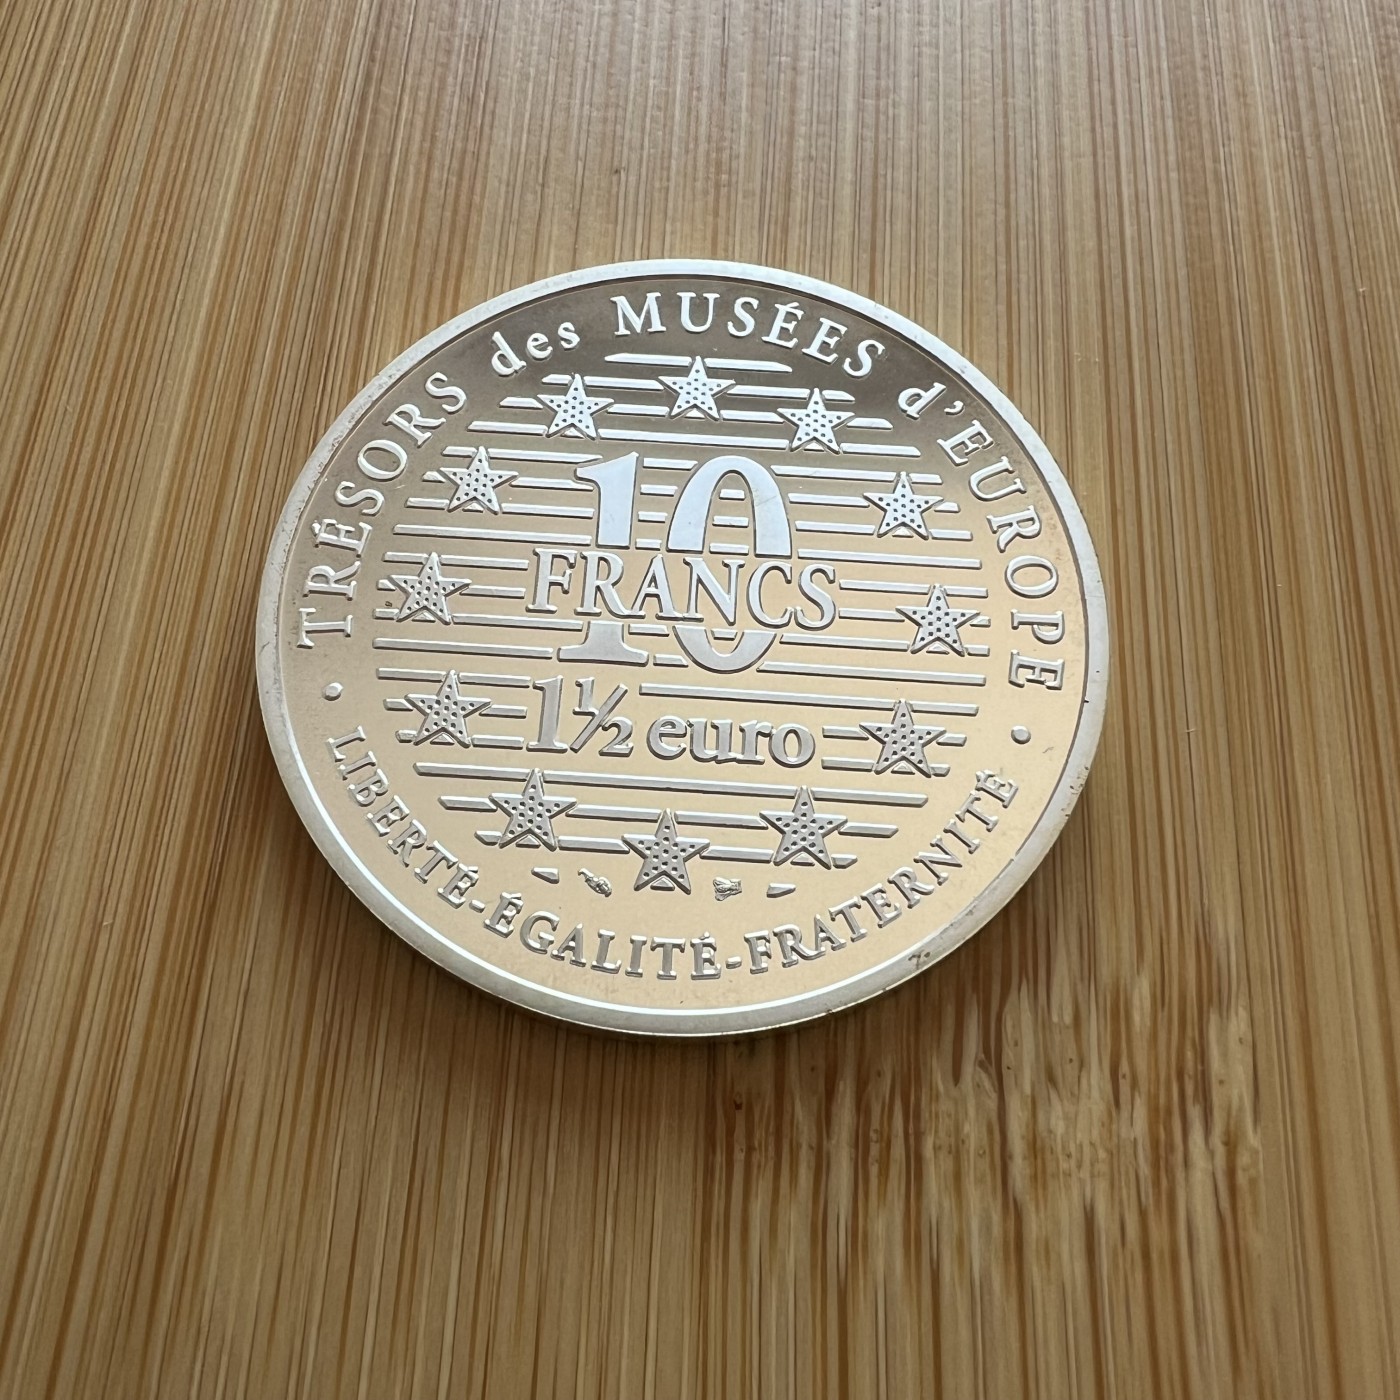 TRÉSORS des MUSÉES d'EUROPE
10
FRANCS
1½ euro
LIBERTÉ-ÉGALITÉ-FRATERNITÉ